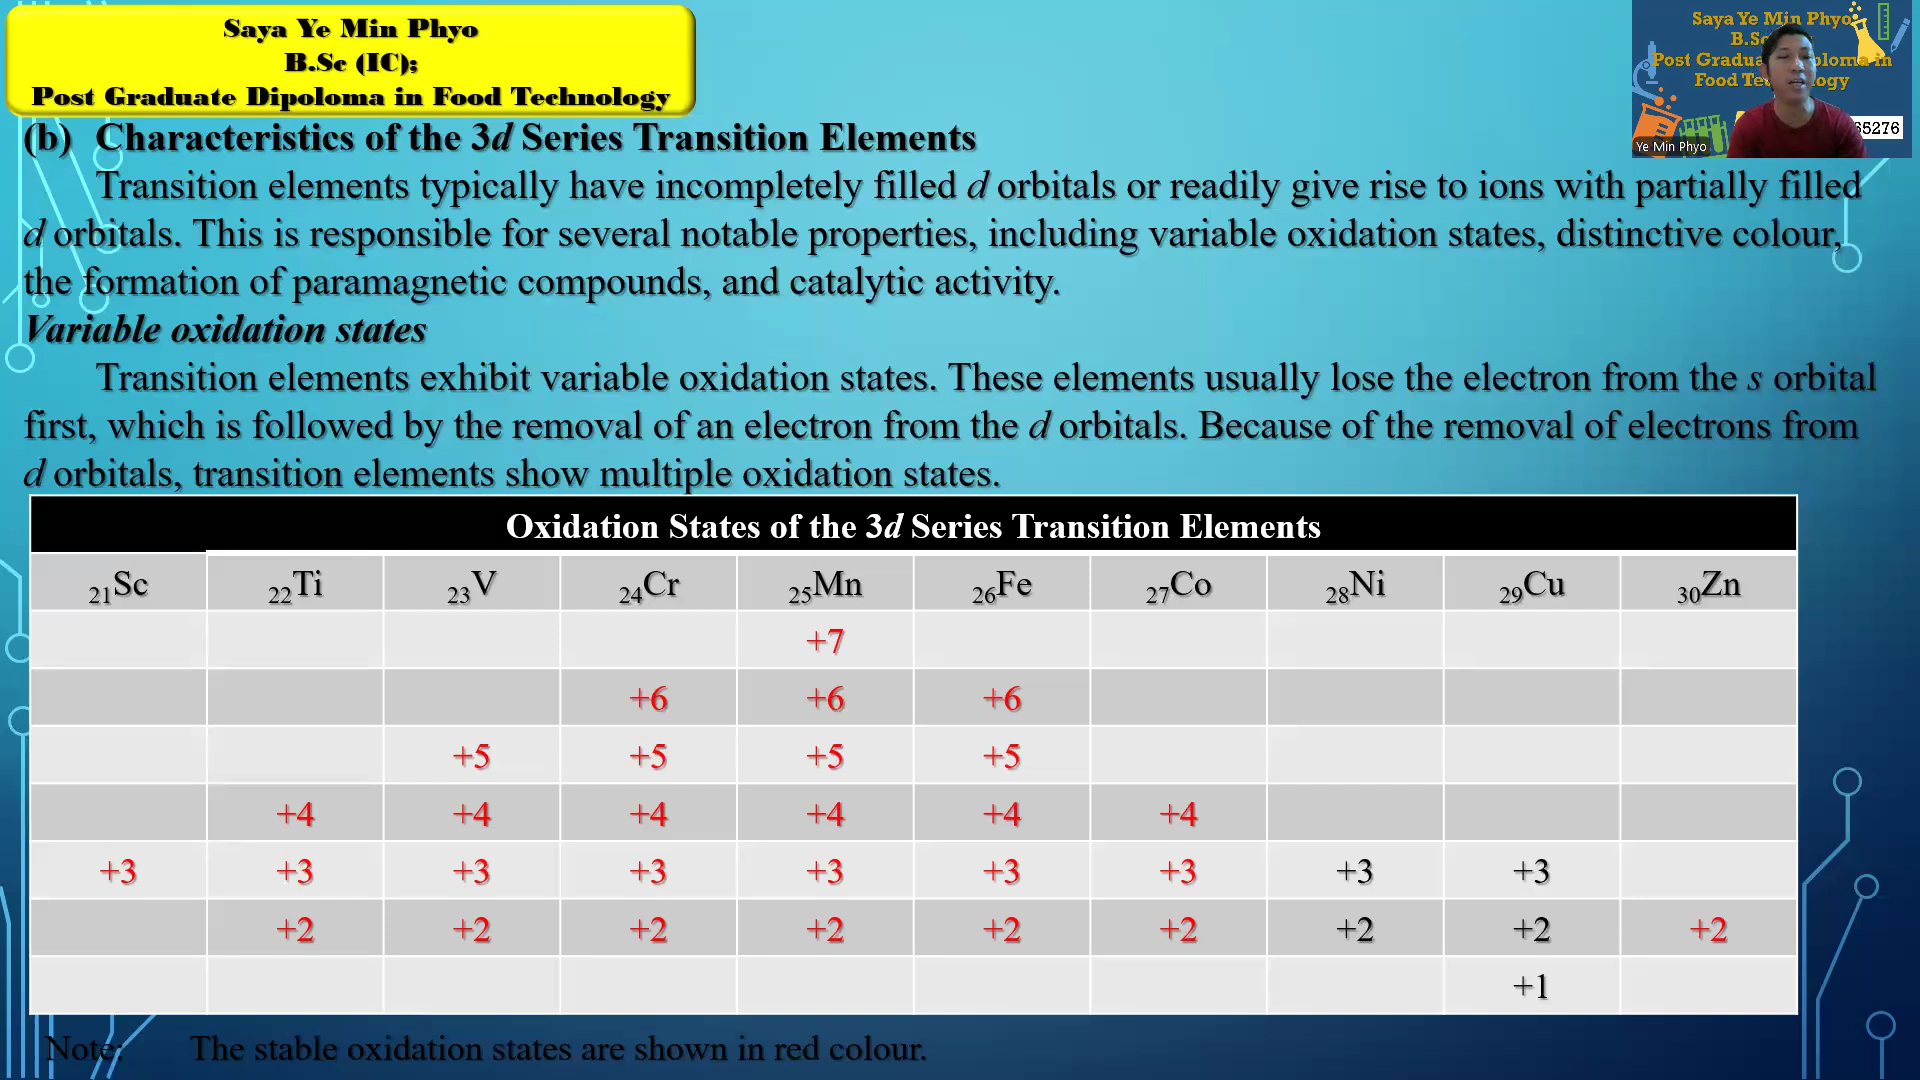 Saya Ye Min Phyo
B.Sc (IC);
Post Graduate Dipoloma in Food Technology
Saya Ye Min Phyo
B.Sc
Post Gradua ploma in
Food Te ogy
65276
Ye Min Phyo
(b) Characteristics of the 3d Series Transition Elements
Transition elements typically have incompletely filled d orbitals or readily give rise to ions with partially filled
d orbitals. This is responsible for several notable properties, including variable oxidation states, distinctive colour,
the formation of paramagnetic compounds, and catalytic activity.
Variable oxidation states
Transition elements exhibit variable oxidation states. These elements usually lose the electron from the s orbital
first, which is followed by the removal of an electron from the d orbitals. Because of the removal of electrons from
d orbitals, transition elements show multiple oxidation states.
Oxidation States of the 3d Series Transition Elements
21Sc 22Ti 23V 24Cr 25Mn 26Fe 27Co 28Ni 29Cu 30Zn
+7
+6 +6 +6
+5 +5 +5 +5
+4 +4 +4 +4 +4 +4
+3 +3 +3 +3 +3 +3 +3 +3 +3
+2 +2 +2 +2 +2 +2 +2 +2 +2
+1
Note: The stable oxidation states are shown in red colour.